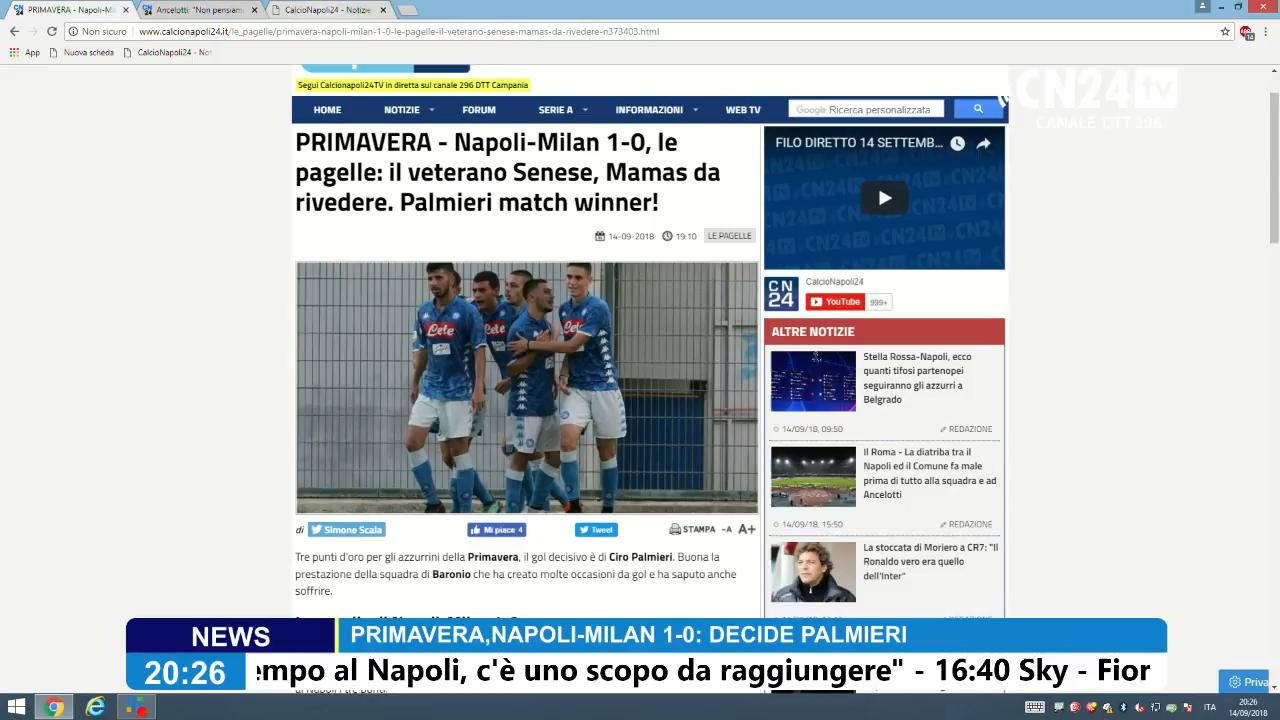 PRIMAVERA - Napoli-Mi
Ancelotti: "Non pensiam
CalcioNapoli24 - Notizie
Non sicuro
www.calcionapoli24.it/le_pagelle/primavera-napoli-milan-1-0-le-pagelle-il-veterano-senese-mamas-da-rivedere-n373403.html
App
Nuova scheda
CalcioNapoli24 - Not
Segui Calcionapoli24TV in diretta sul canale 296 DTT Campania
CN24tv
CANALE DTT 296
HOME NOTIZIE FORUM SERIE A INFORMAZIONI WEB TV
Google Ricerca personalizzata
PRIMAVERA - Napoli-Milan 1-0, le
pagelle: il veterano Senese, Mamas da
rivedere. Palmieri match winner!
14-09-2018 19:10 LE PAGELLE
Cete
Cete
di Simone Scala
Mi piace 4
Tweet
STAMPA -A A+
Tre punti d'oro per gli azzurrini della Primavera, il gol decisivo è di Ciro Palmieri. Buona la
prestazione della squadra di Baronio che ha creato molte occasioni da gol e ha saputo anche
soffrire.
FILO DIRETTO 14 SETTEMB...
CN24TV
CN
24
CalcioNapoli24
YouTube 999+
ALTRE NOTIZIE
Stella Rossa-Napoli, ecco
quanti tifosi partenopei
seguiranno gli azzurri a
Belgrado
14/09/18, 09:50 REDAZIONE
Il Roma - La diatriba tra il
Napoli ed il Comune fa male
prima di tutto alla squadra e ad
Ancelotti
14/09/18, 15:50 REDAZIONE
La stoccata di Moriero a CR7: "Il
Ronaldo vero era quello
dell'Inter"
NEWS
PRIMAVERA,NAPOLI-MILAN 1-0: DECIDE PALMIERI
20:26
empo al Napoli, c'è uno scopo da raggiungere" - 16:40 Sky - Fior
Priva
ITA
20:26
14/09/2018